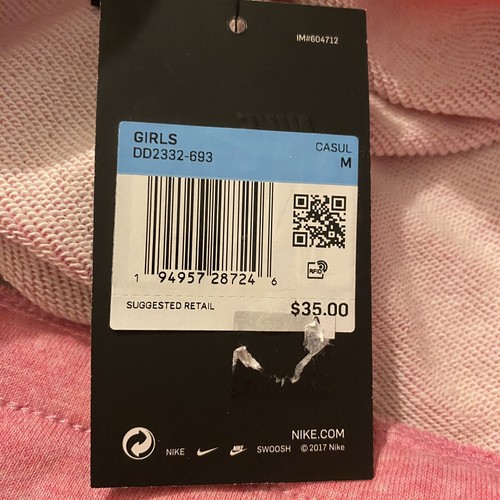 IM#604712
GIRLS
DD2332-693
CASUL
M
1 94957 28724 6
RFID
SUGGESTED RETAIL
$35.00
NIKE.COM
NIKE SWOOSH © 2017 Nike